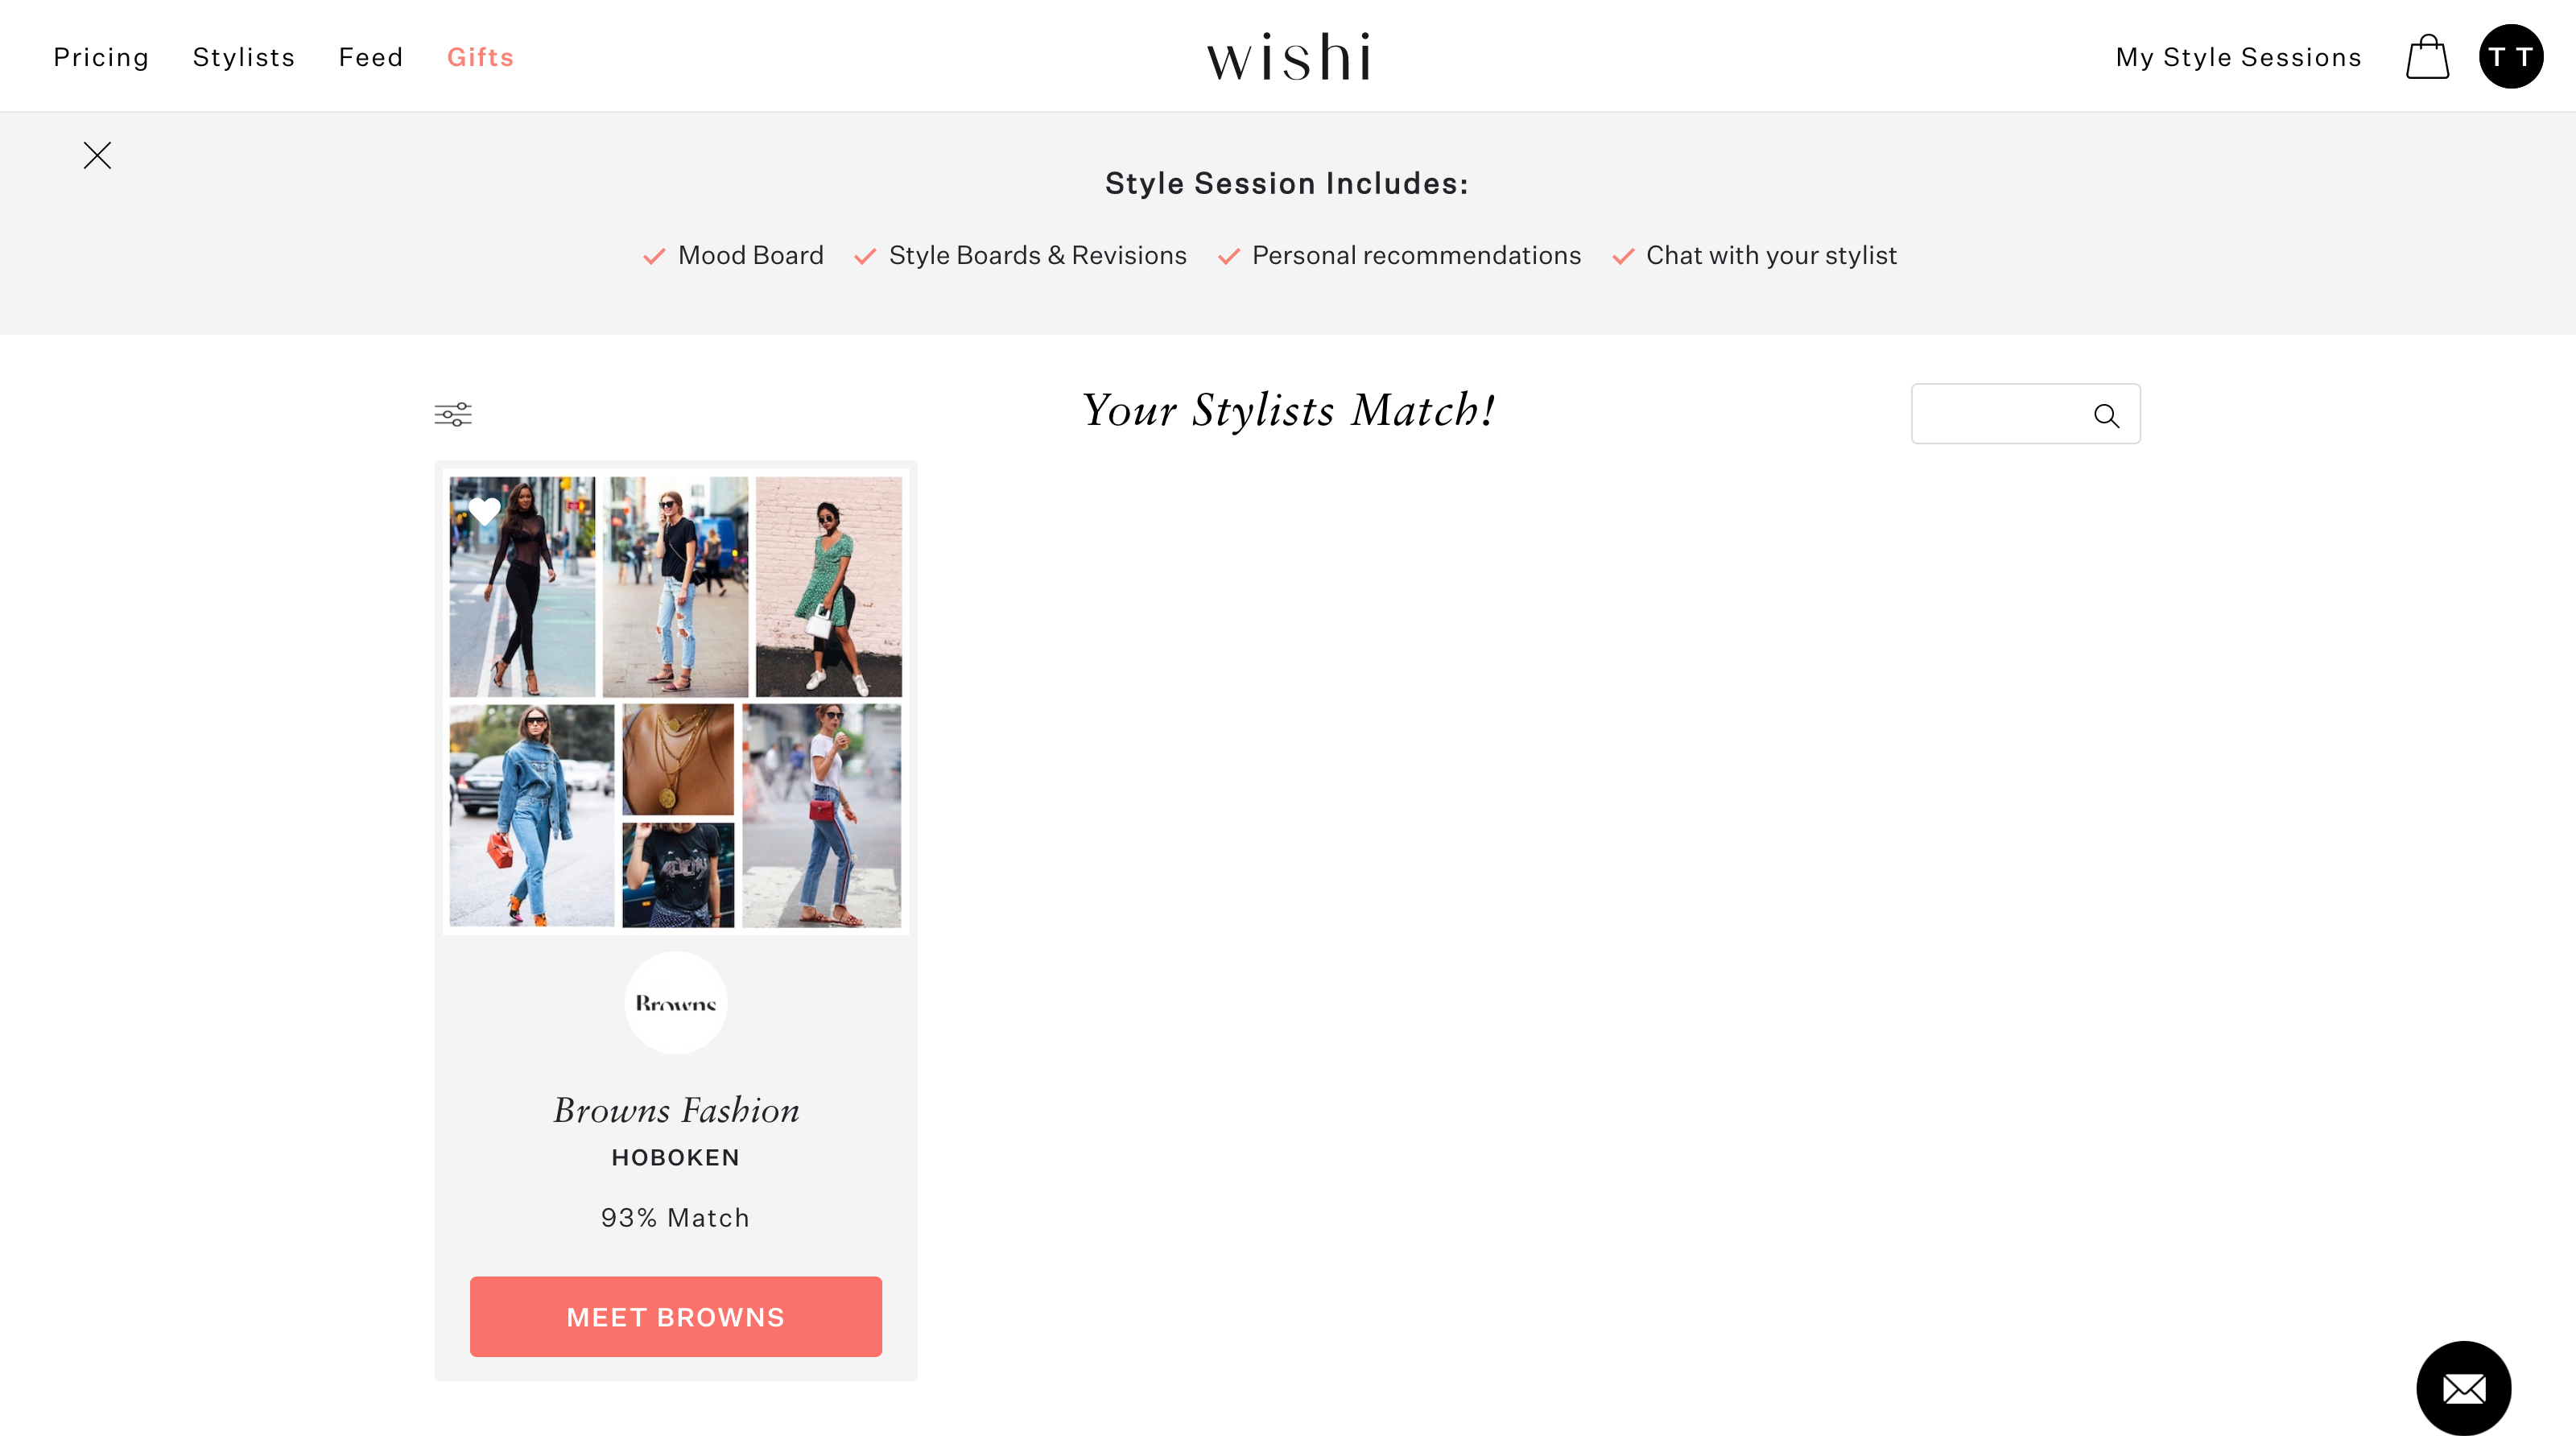 Pricing Stylists Feed Gifts wishi My Style Sessions T T
Style Session Includes:
Mood Board Style Boards & Revisions Personal recommendations Chat with your stylist
Your Stylists Match!
Browns
Browns Fashion
HOBOKEN
93% Match
MEET BROWNS